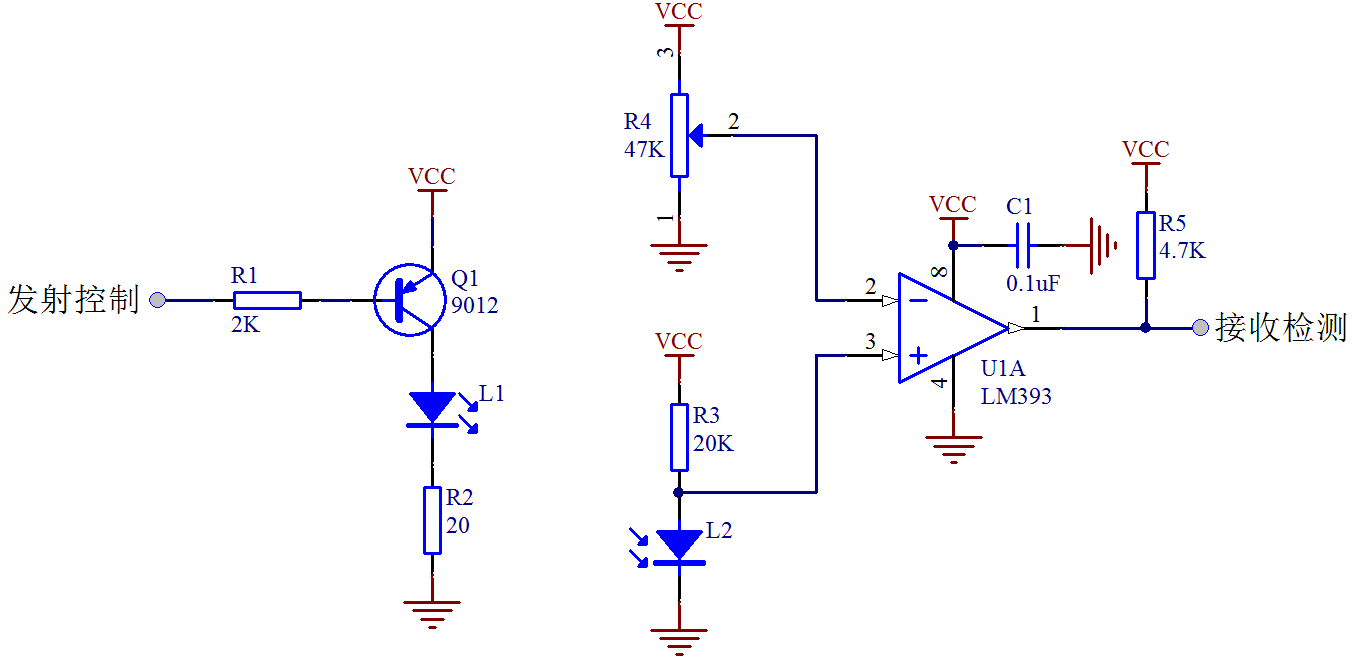 发射控制
R1
2K
VCC
Q1
9012
L1
R2
20
VCC
3
R4
47K
2
1
VCC
R3
20K
L2
VCC
C1
0.1uF
8
2
3
4
1
U1A
LM393
VCC
R5
4.7K
接收检测